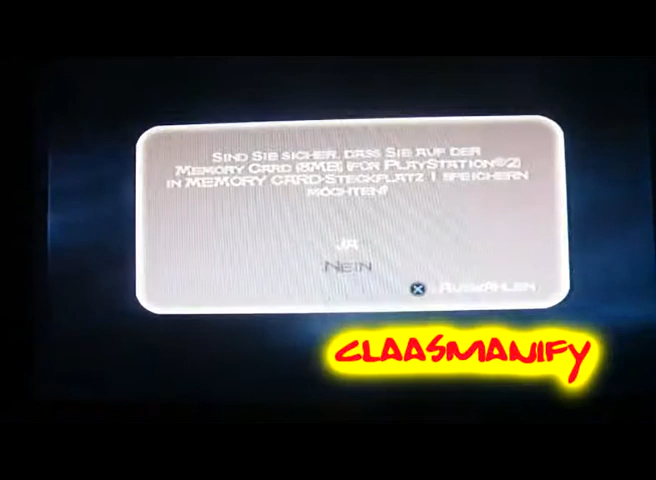 SIND SIE SICHER, DASS SIE AUF DER
MEMORY CARD (8MB) (FÜR PLAYSTATION®2)
IN MEMORY CARD-STECKPLATZ 1 SPEICHERN
MÖCHTEN?
JA
NEIN
AUSWÄHLEN
CLAASMANIFY